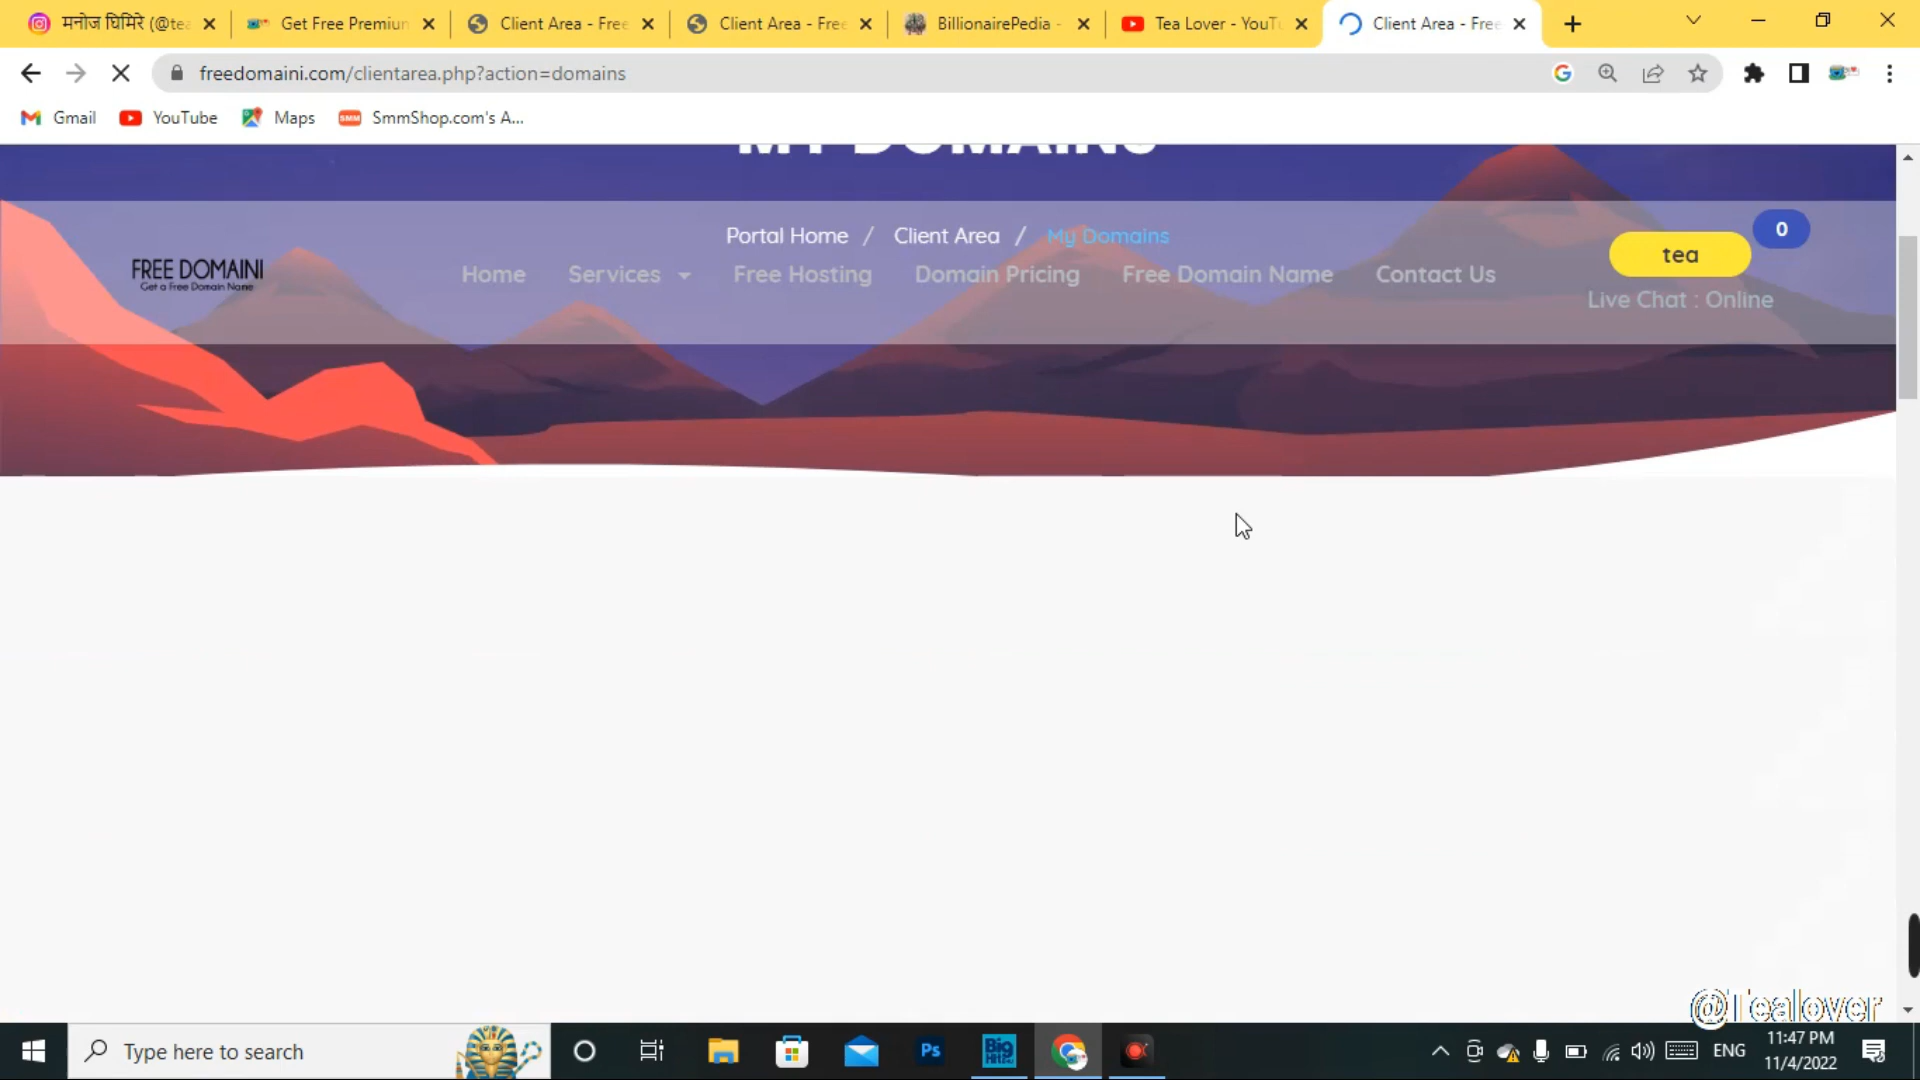 मनोज घिमिरे (@tea
Get Free Premium
Client Area - Free
Client Area - Free
BillionairePedia -
Tea Lover - YouTu
Client Area - Free
freedomaini.com/clientarea.php?action=domains
Gmail
YouTube
Maps
SMM
SmmShop.com's A...
MY DOMAINS
Portal Home / Client Area / My Domains
0
tea
FREE DOMAINI
Get a Free Domain Name
Home
Services
Free Hosting
Domain Pricing
Free Domain Name
Contact Us
Live Chat : Online
@Tealover
Type here to search
Ps
Big
ENG
11:47 PM
11/4/2022